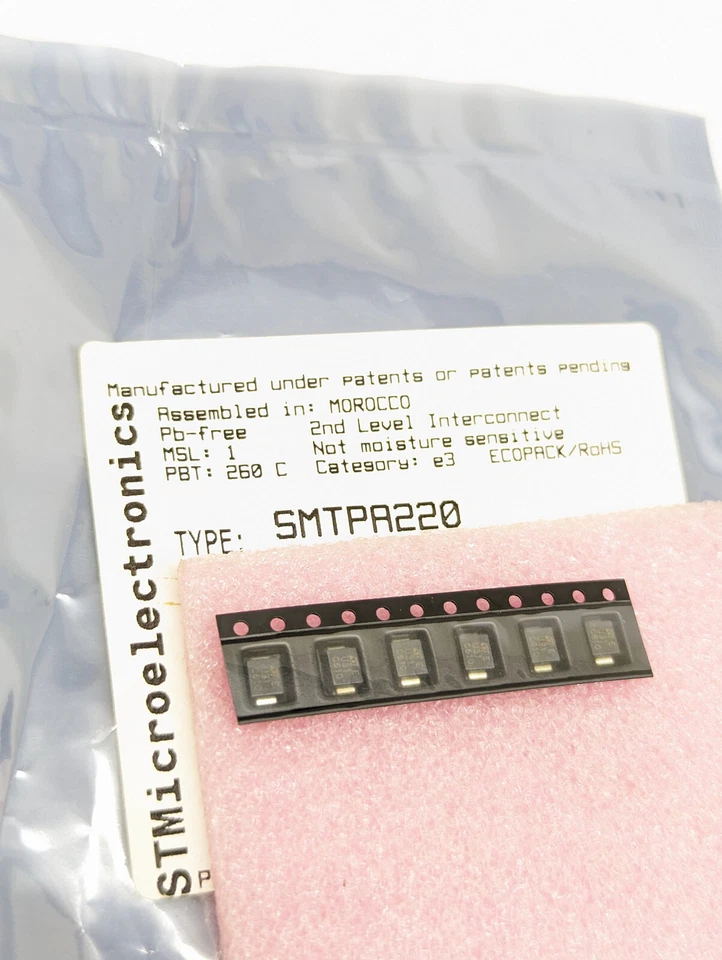 Manufactured under patents or patents pending
Assembled in: MOROCCO
Pb-free 2nd Level Interconnect
MSL: 1 Not moisture sensitive
PBT: 260 C Category: e3 ECOPACK/RoHS
TYPE: SMTPA220
STMicroelectronics
P